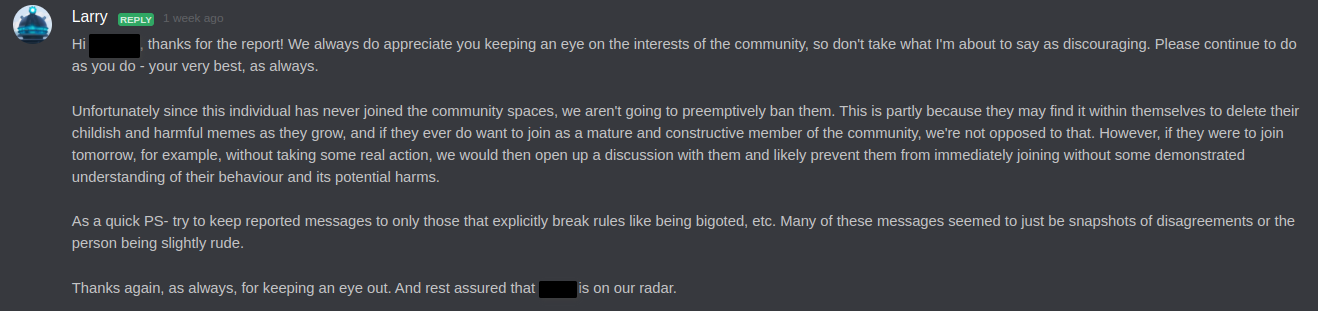 Larry REPLY 1 week ago
Hi , thanks for the report! We always do appreciate you keeping an eye on the interests of the community, so don't take what I'm about to say as discouraging. Please continue to do
as you do - your very best, as always.
Unfortunately since this individual has never joined the community spaces, we aren't going to preemptively ban them. This is partly because they may find it within themselves to delete their
childish and harmful memes as they grow, and if they ever do want to join as a mature and constructive member of the community, we're not opposed to that. However, if they were to join
tomorrow, for example, without taking some real action, we would then open up a discussion with them and likely prevent them from immediately joining without some demonstrated
understanding of their behaviour and its potential harms.
As a quick PS- try to keep reported messages to only those that explicitly break rules like being bigoted, etc. Many of these messages seemed to just be snapshots of disagreements or the
person being slightly rude.
Thanks again, as always, for keeping an eye out. And rest assured that is on our radar.